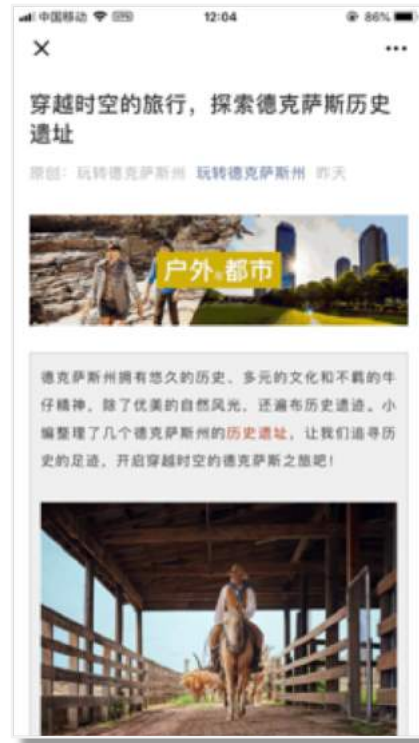 中国移动 12:04 86%
穿越时空的旅行，探索德克萨斯历史
遗址
原创：玩转德克萨斯州 玩转德克萨斯州 昨天
户外 都市
德克萨斯州拥有悠久的历史、多元的文化和不羁的牛
仔精神，除了优美的自然风光，还遍布历史遗迹。小
编整理了几个德克萨斯州的历史遗址，让我们追寻历
史的足迹，开启穿越时空的德克萨斯之旅吧！